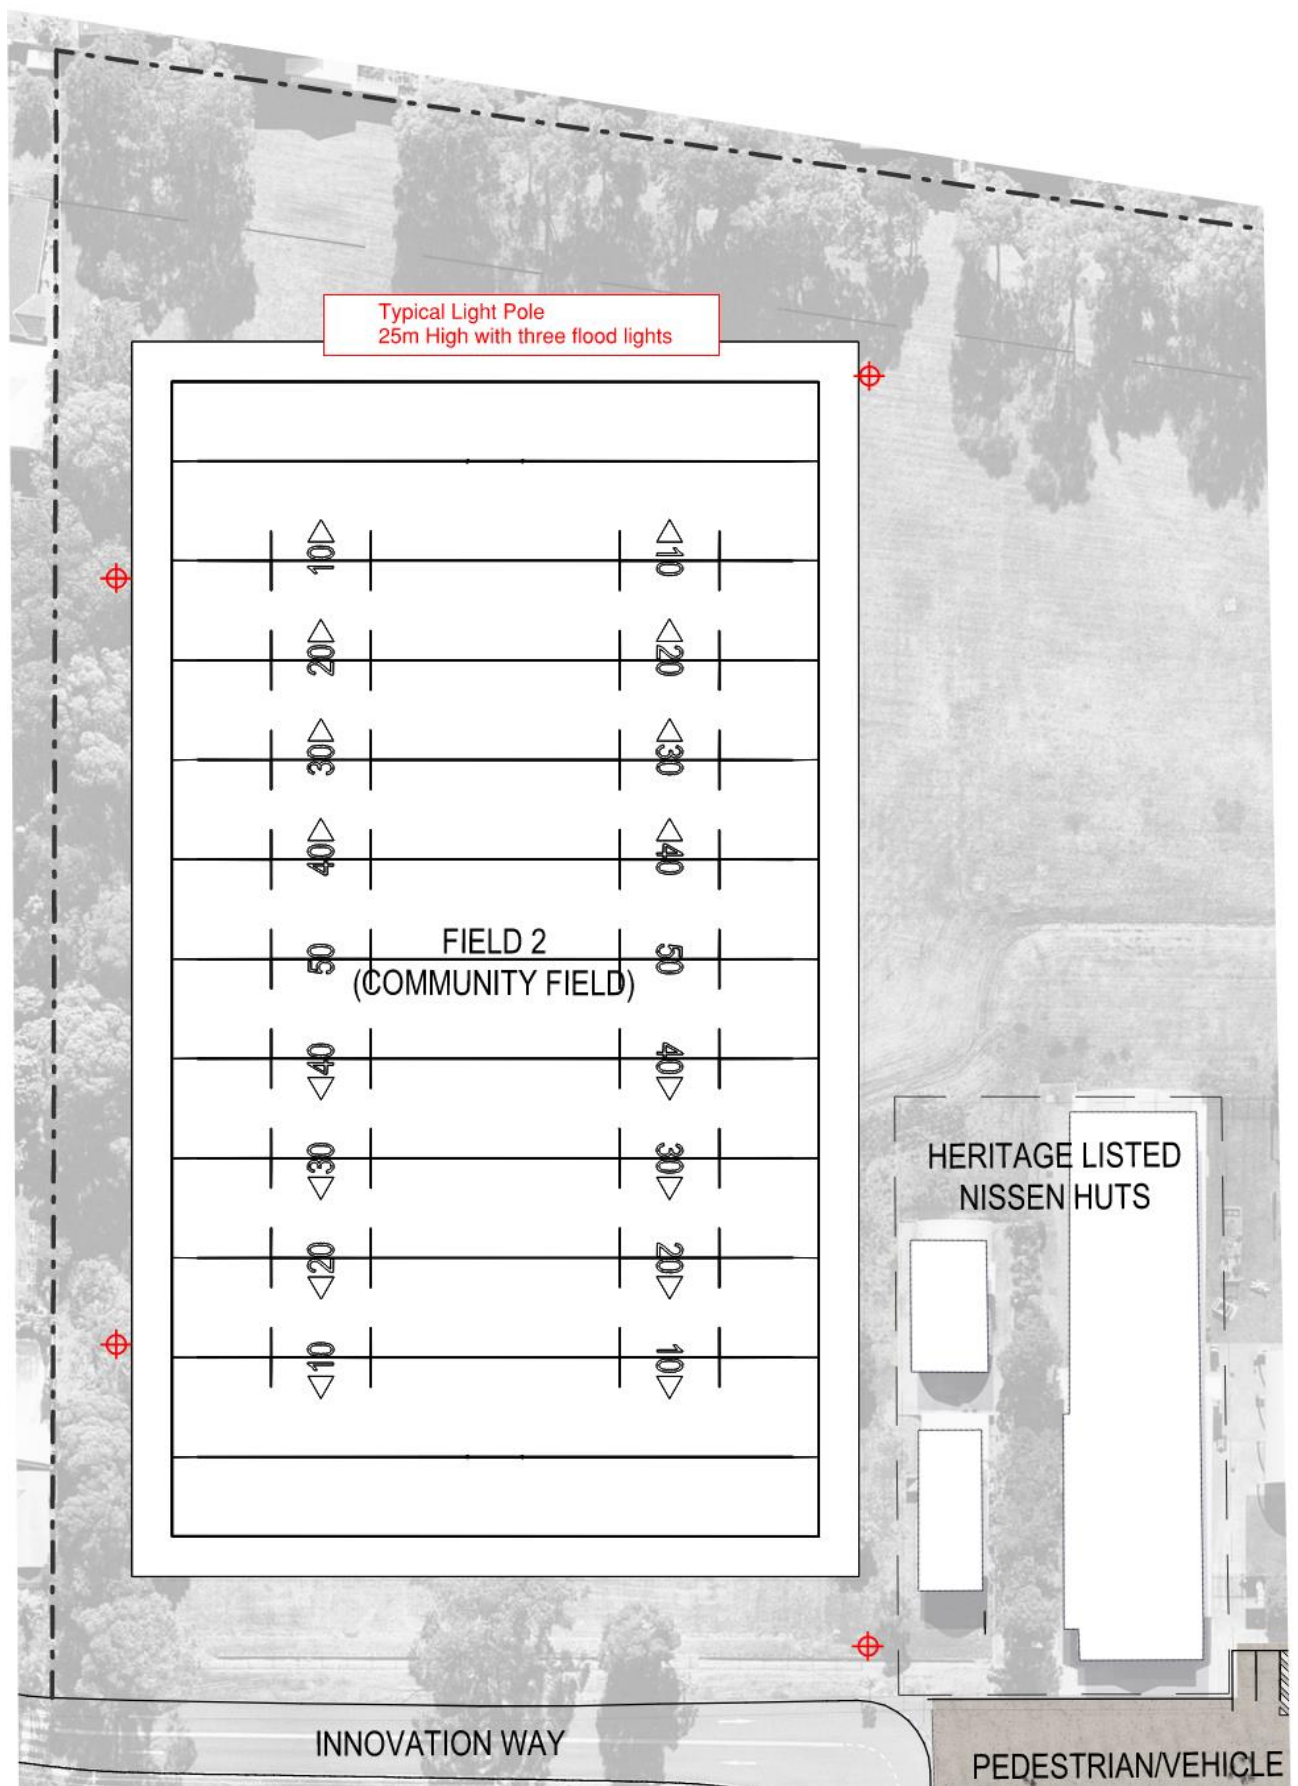 Typical Light Pole
25m High with three flood lights
10 10
20 20
30 30
40 40
50 50
FIELD 2
(COMMUNITY FIELD)
40 40
30 30
20 20
10 10
HERITAGE LISTED
NISSEN HUTS
INNOVATION WAY
PEDESTRIAN/VEHICLE